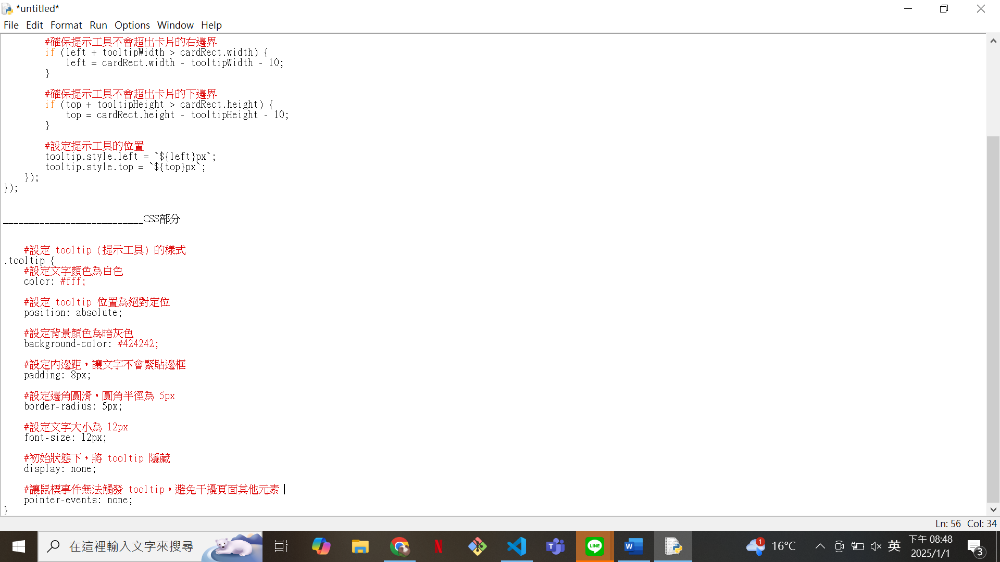 *untitled*
File Edit Format Run Options Window Help
#確保提示工具不會超出卡片的右邊界
if (left + tooltipWidth > cardRect.width) {
left = cardRect.width - tooltipWidth - 10;
}
#確保提示工具不會超出卡片的下邊界
if (top + tooltipHeight > cardRect.height) {
top = cardRect.height - tooltipHeight - 10;
}
#設定提示工具的位置
tooltip.style.left = `${left}px`;
tooltip.style.top = `${top}px`;
});
});
___________________________CSS部分
#設定 tooltip (提示工具) 的樣式
.tooltip {
#設定文字顏色為白色
color: #fff;
#設定 tooltip 位置為絕對定位
position: absolute;
#設定背景顏色為暗灰色
background-color: #424242;
#設定內邊距，讓文字不會緊貼邊框
padding: 8px;
#設定邊角圓滑，圓角半徑為 5px
border-radius: 5px;
#設定文字大小為 12px
font-size: 12px;
#初始狀態下，將 tooltip 隱藏
display: none;
#讓鼠標事件無法觸發 tooltip，避免干擾頁面其他元素
pointer-events: none;
}
Ln: 56 Col: 34
在這裡輸入文字來搜尋
N
T
LINE
W
1
16°C
英
下午 08:48
2025/1/1
3